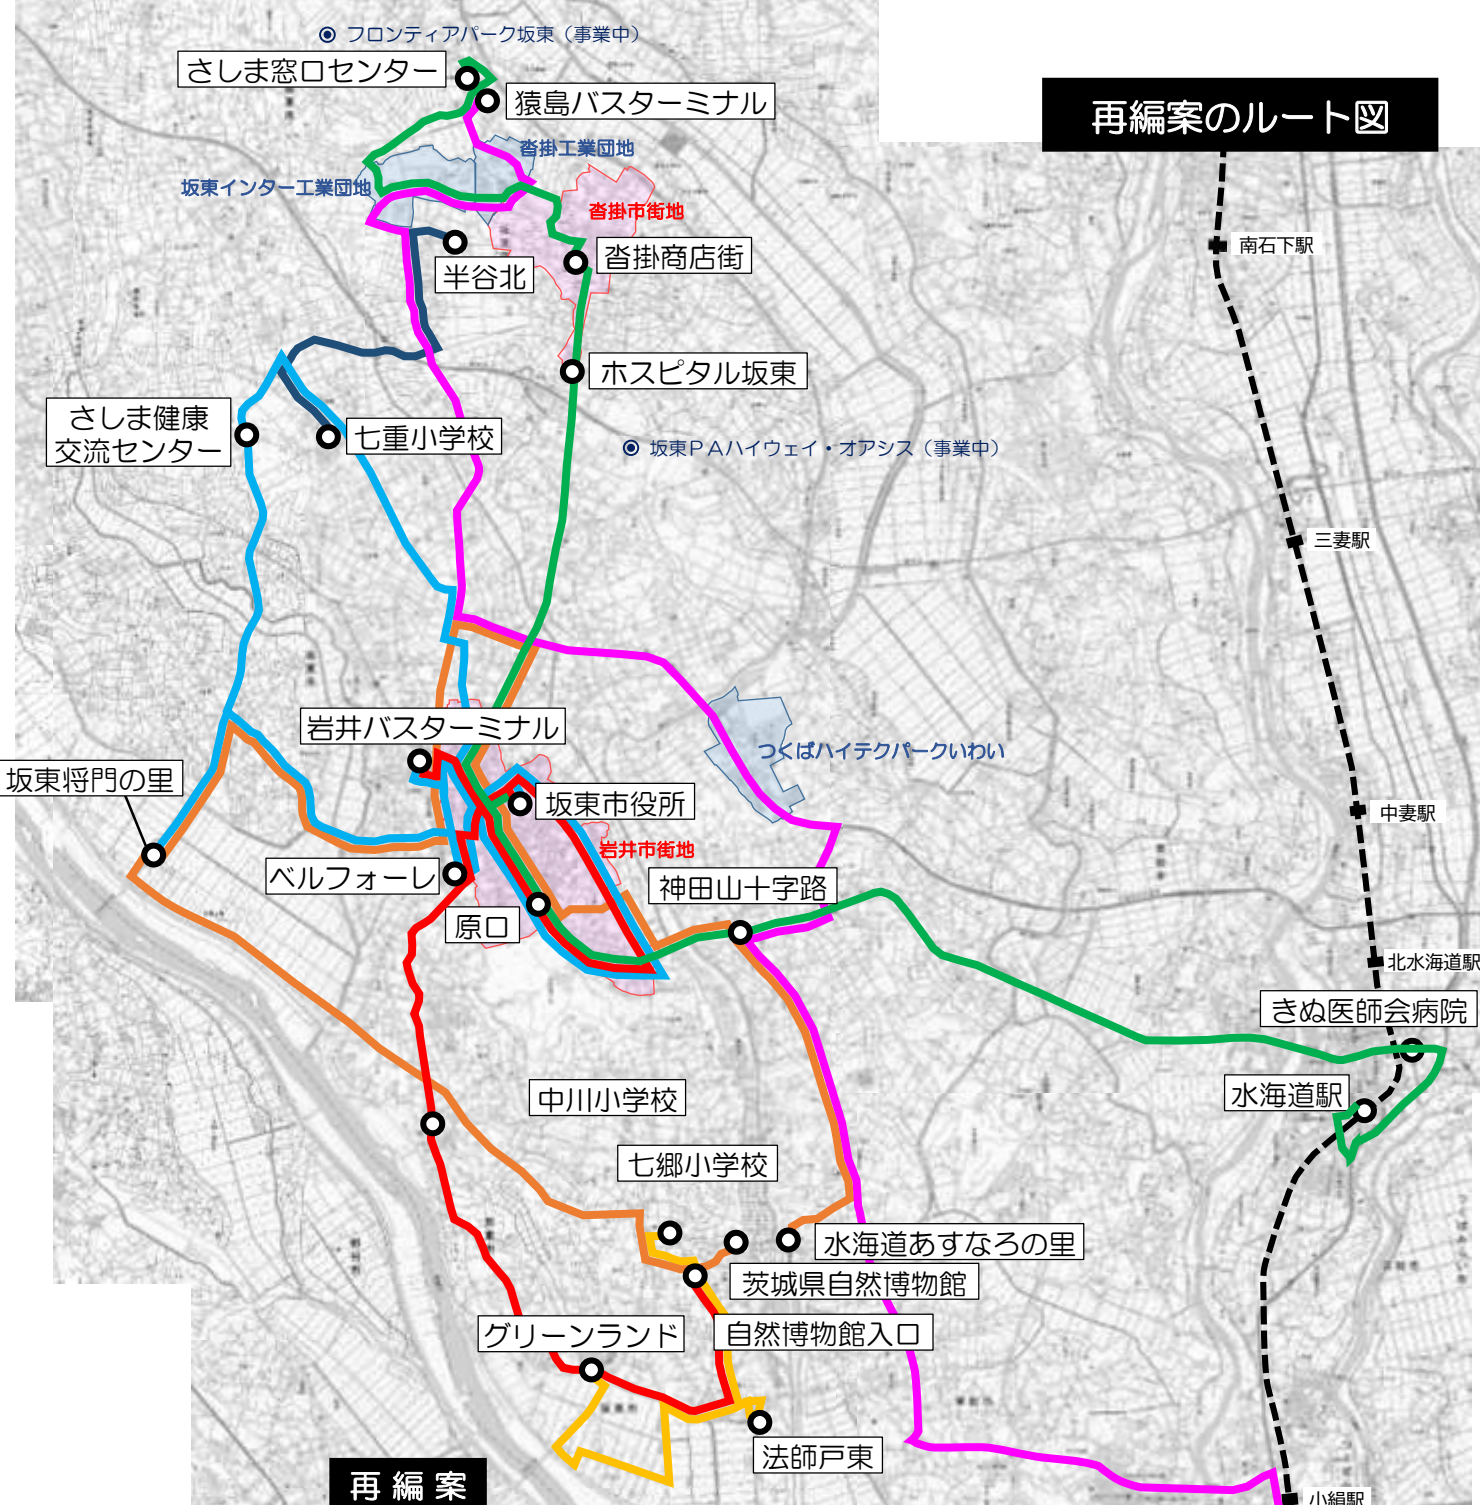 フロンティアパーク坂東（事業中）
さしま窓口センター
猿島バスターミナル
再編案のルート図
沓掛工業団地
坂東インター工業団地
沓掛市街地
南石下駅
沓掛商店街
半谷北
ホスピタル坂東
さしま健康
交流センター
七重小学校
坂東ＰＡハイウェイ・オアシス（事業中）
三妻駅
岩井バスターミナル
つくばハイテクパークいわい
坂東将門の里
坂東市役所
中妻駅
岩井市街地
ベルフォーレ
神田山十字路
原口
北水海道駅
きぬ医師会病院
水海道駅
中川小学校
七郷小学校
水海道あすなろの里
茨城県自然博物館
グリーンランド
自然博物館入口
法師戸東
再編案
小絹駅